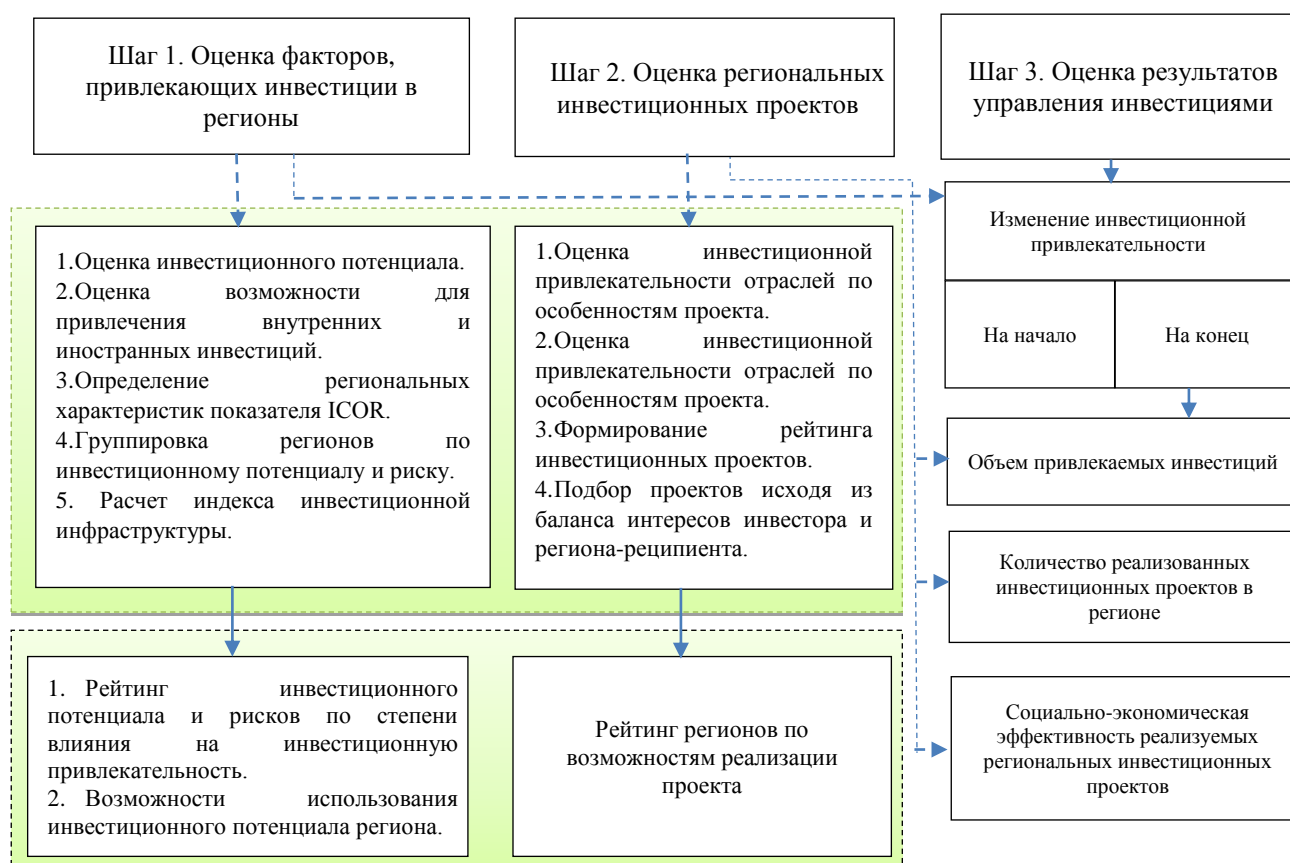 Шаг 1. Оценка факторов,
привлекающих инвестиции в
регионы
Шаг 2. Оценка региональных
инвестиционных проектов
Шаг 3. Оценка результатов
управления инвестициями
1.Оценка инвестиционного потенциала.
2.Оценка возможности для
привлечения внутренних и
иностранных инвестиций.
3.Определение региональных
характеристик показателя ICOR.
4.Группировка регионов по
инвестиционному потенциалу и риску.
5. Расчет индекса инвестиционной
инфраструктуры.
1.Оценка инвестиционной
привлекательности отраслей по
особенностям проекта.
2.Оценка инвестиционной
привлекательности отраслей по
особенностям проекта.
3.Формирование рейтинга
инвестиционных проектов.
4.Подбор проектов исходя из
баланса интересов инвестора и
региона-реципиента.
Изменение инвестиционной
привлекательности
На начало
На конец
Объем привлекаемых инвестиций
Количество реализованных
инвестиционных проектов в
регионе
Социально-экономическая
эффективность реализуемых
региональных инвестиционных
проектов
1. Рейтинг инвестиционного
потенциала и рисков по степени
влияния на инвестиционную
привлекательность.
2. Возможности использования
инвестиционного потенциала региона.
Рейтинг регионов по
возможностям реализации
проекта